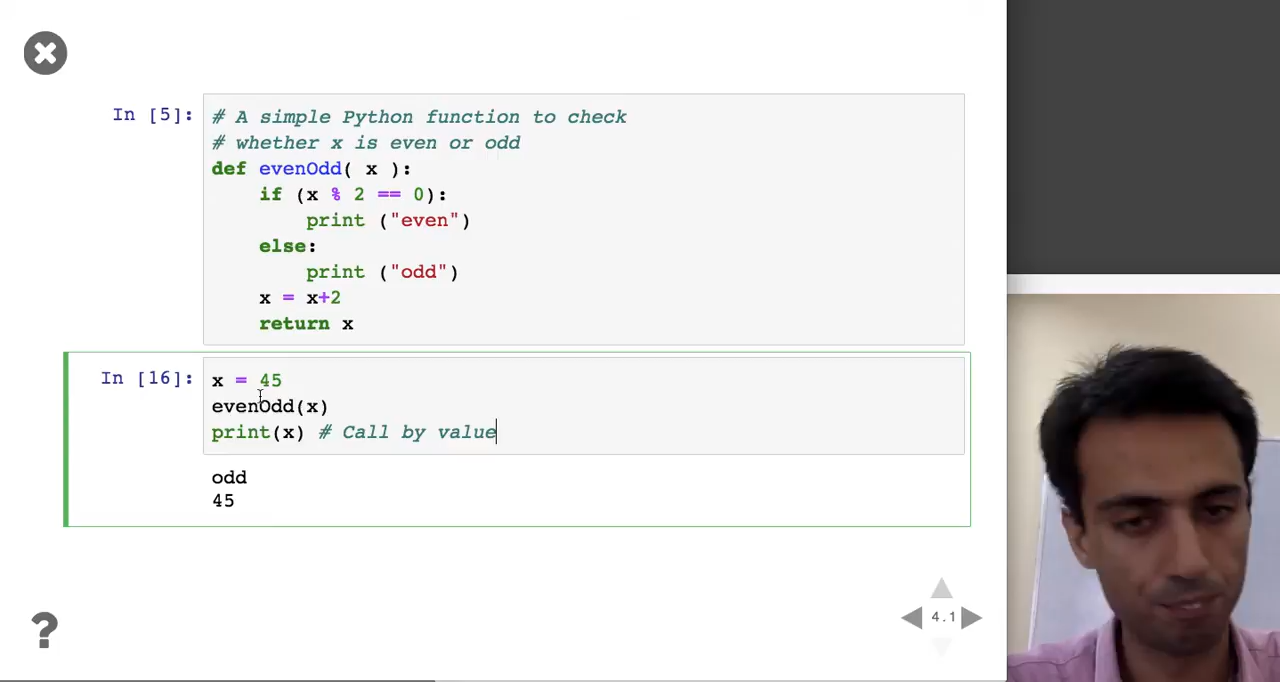 In [5]:
# A simple Python function to check
# whether x is even or odd
def evenOdd( x ):
    if (x % 2 == 0):
        print ("even")
    else:
        print ("odd")
    x = x+2
    return x
In [16]:
x = 45
evenOdd(x)
print(x) # Call by value
odd
45
4.1
?